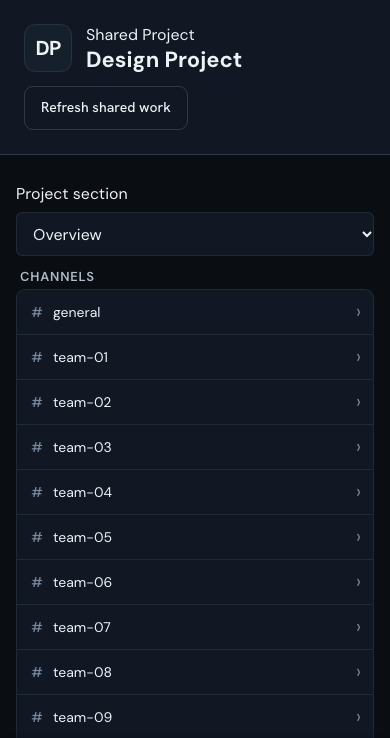 DP
Shared Project
Design Project
Refresh shared work
Project section
Overview
CHANNELS
# general
# team-01
# team-02
# team-03
# team-04
# team-05
# team-06
# team-07
# team-08
# team-09